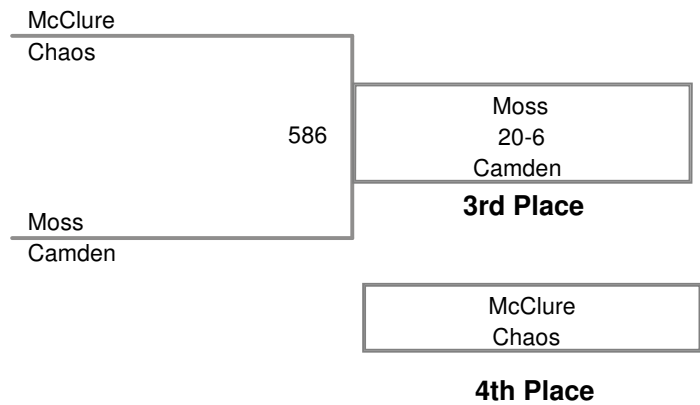 McClure
Chaos
586
Moss
20-6
Camden
3rd Place
Moss
Camden
McClure
Chaos
4th Place